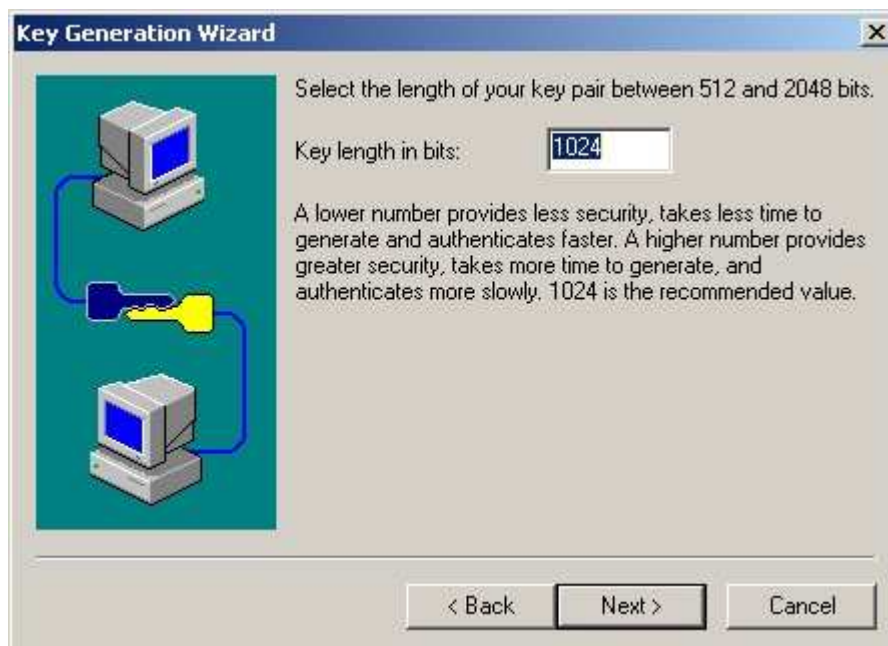 Key Generation Wizard
Select the length of your key pair between 512 and 2048 bits.
Key length in bits:
1024
A lower number provides less security, takes less time to
generate and authenticates faster. A higher number provides
greater security, takes more time to generate, and
authenticates more slowly. 1024 is the recommended value.
< Back
Next >
Cancel